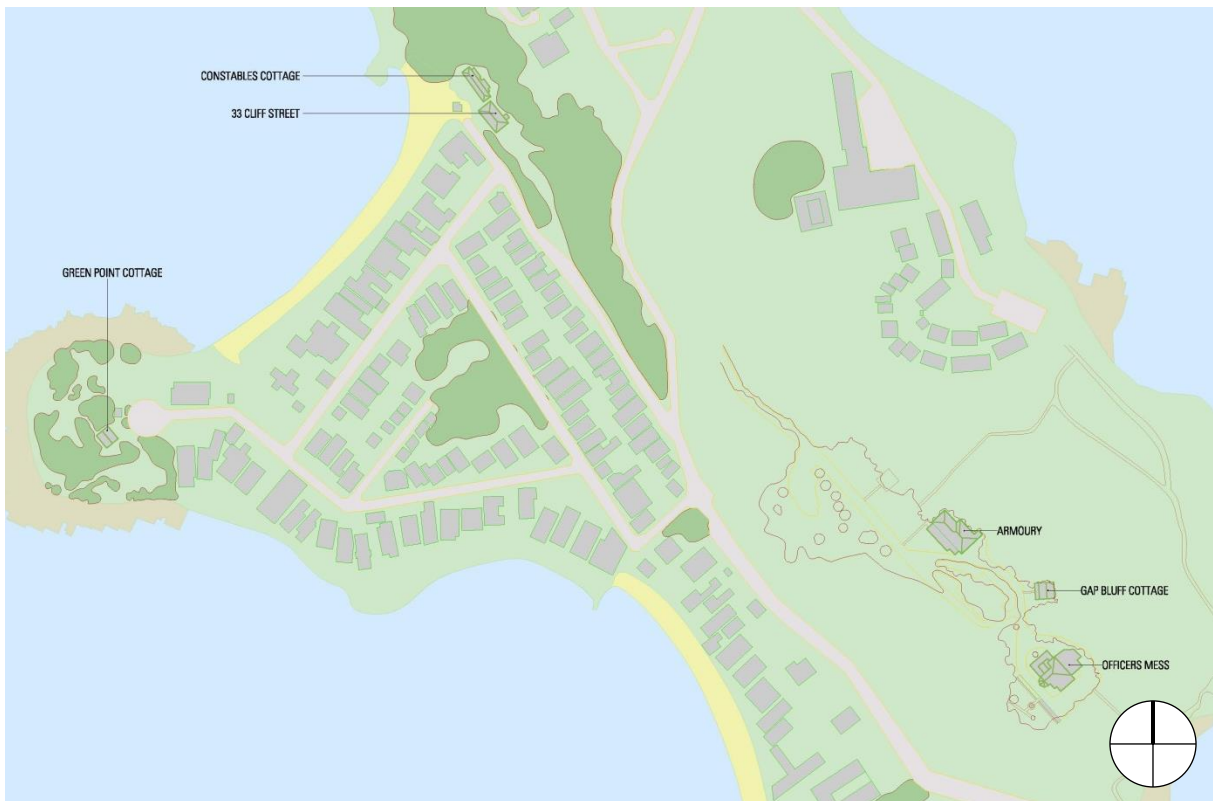 CONSTABLES COTTAGE
33 CLIFF STREET
GREEN POINT COTTAGE
ARMOURY
GAP BLUFF COTTAGE
OFFICERS MESS